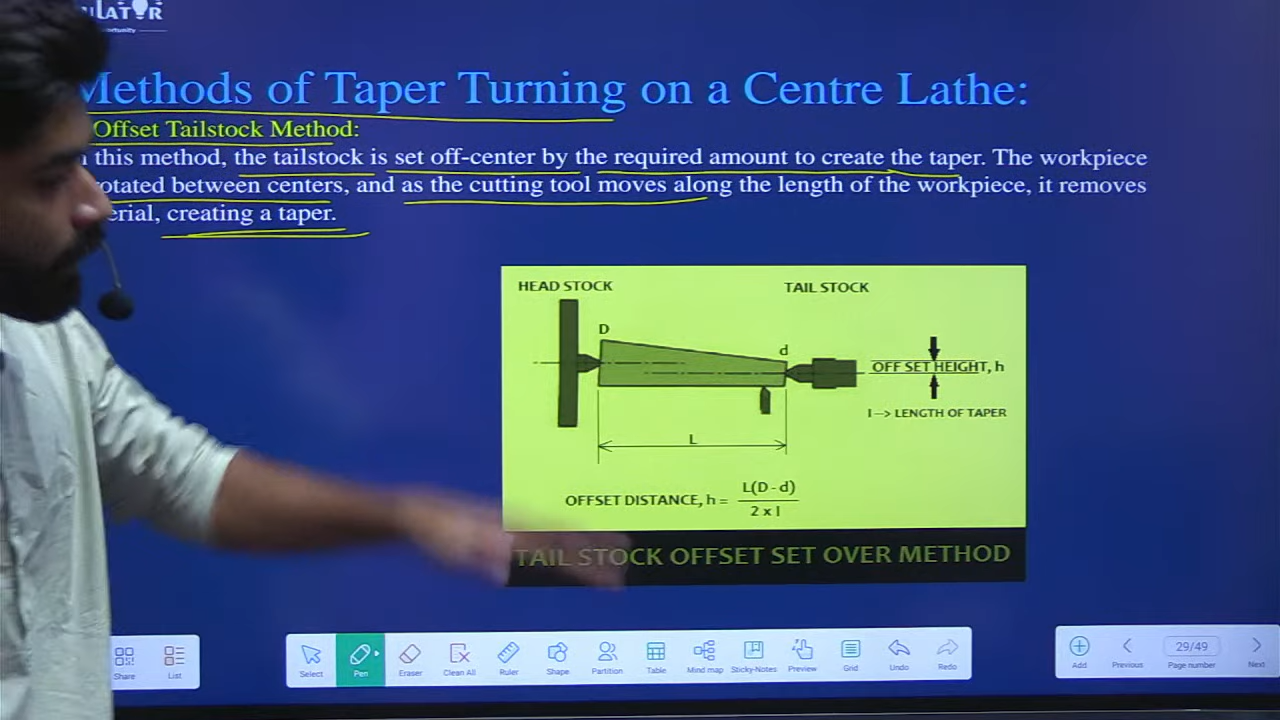 Methods of Taper Turning on a Centre Lathe:
Offset Tailstock Method:
this method, the tailstock is set off-center by the required amount to create the taper. The workpiece
rotated between centers, and as the cutting tool moves along the length of the workpiece, it removes
creating a taper.
HEAD STOCK
TAIL STOCK
D
d
OFF SET HEIGHT, h
l --> LENGTH OF TAPER
L
OFFSET DISTANCE, h = L(D - d)
2 x l
TAIL STOCK OFFSET SET OVER METHOD
Share
List
Select
Pen
Eraser
Clean All
Ruler
Shape
Partition
Table
Mind map
Sticky-Notes
Preview
Grid
Undo
Redo
Add
Previous
29/49
Page number
Next